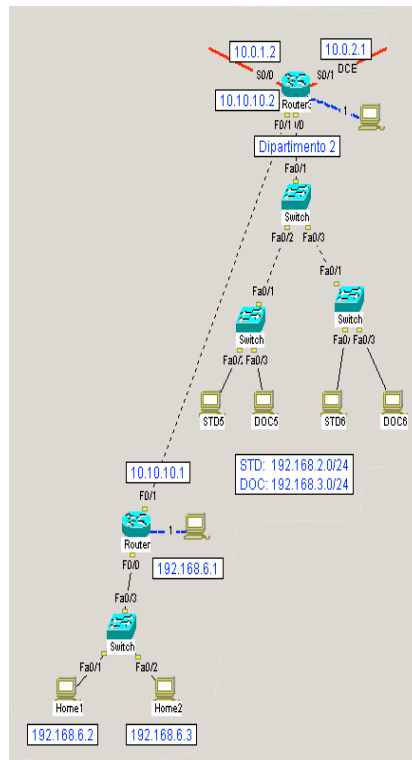 10.0.1.2
10.0.2.1
S0/0
S0/1
DCE
10.10.10.2
Router3
1
F0/1
Dipartimento 2
Fa0/1
Switch
Fa0/2
Fa0/3
Fa0/1
Fa0/1
Switch
Switch
Fa0/3
Fa0/3
STD5
DOC5
STD6
DOC6
STD: 192.168.2.0/24
DOC: 192.168.3.0/24
10.10.10.1
F0/1
Router
1
F0/0
192.168.6.1
Fa0/3
Switch
Fa0/1
Fa0/2
Home1
Home2
192.168.6.2
192.168.6.3